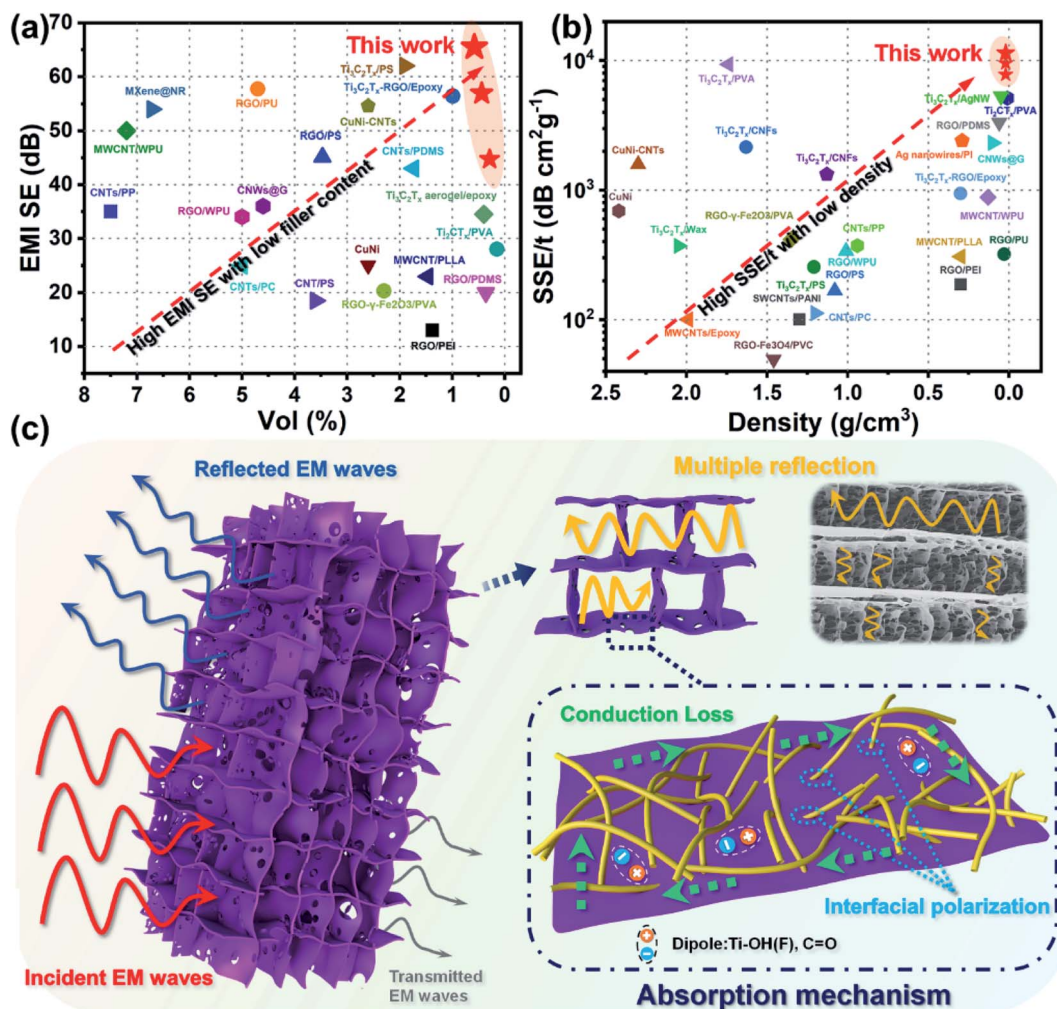 (a)
70
60
50
40
30
20
10
EMI SE (dB)
This work
Ti₃C₂Tₓ/PS
MXene@NR
RGO/PU
Ti₃C₂Tₓ-RGO/Epoxy
CuNi-CNTs
MWCNT/WPU
RGO/PS
CNTs/PDMS
CNTs/PP
CNWs@G
RGO/WPU
Ti₃C₂Tₓ aerogel/epoxy
Ti₃CTₓ/PVA
CNTs/PC
CuNi
MWCNT/PLLA
RGO/PDMS
CNT/PS
RGO-γ-Fe2O3/PVA
RGO/PEI
High EMI SE with low filler content
9 8 7 6 5 4 3 2 1 0
Vol (%)
(b)
10⁴
10³
10²
SSE/t (dB cm²g⁻¹)
This work
Ti₃C₂Tₓ/PVA
Ti₃C₂Tₓ/AgNW
Ti₂CTₓ/PVA
RGO/PDMS
Ti₃C₂Tₓ/CNFs
Ag nanowires/PI
CNWs@G
CuNi-CNTs
Ti₃C₂Tₓ/CNFs
Ti₃C₂Tₓ-RGO/Epoxy
MWCNT/WPU
CuNi
RGO-γ-Fe2O3/PVA
Ti₃C₂Tₓ/Wax
CNTs/PP
RGO/WPU
MWCNT/PLLA
RGO/PU
RGO/PS
RGO/PEI
Ti₃C₂Tₓ/PS
SWCNTs/PANI
CNTs/PC
MWCNTs/Epoxy
RGO-Fe3O4/PVC
High SSE/t with low density
2.5 2.0 1.5 1.0 0.5 0.0
Density (g/cm³)
(c)
Reflected EM waves
Multiple reflection
Conduction Loss
Interfacial polarization
Dipole:Ti-OH(F), C=O
Incident EM waves
Transmitted
EM waves
Absorption mechanism